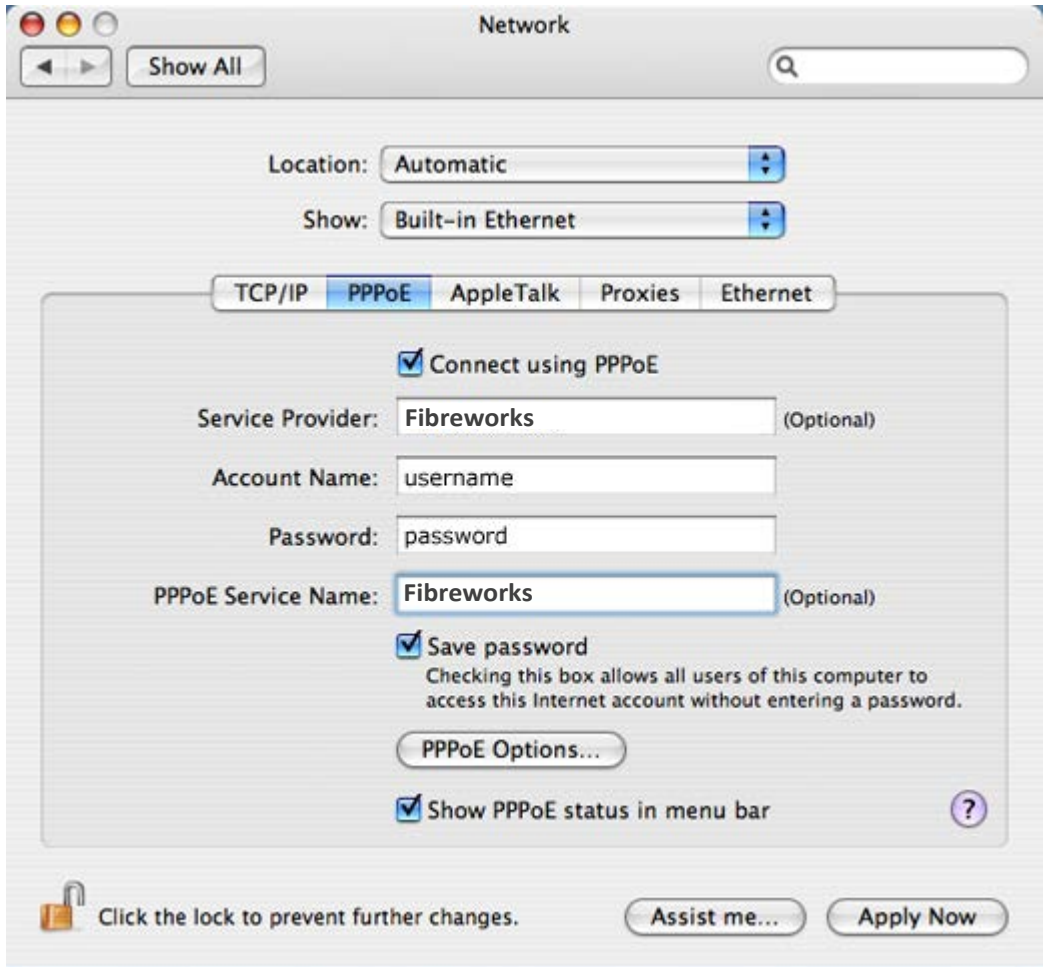 Network
Show All
Location: Automatic
Show: Built-in Ethernet
TCP/IP PPPoE AppleTalk Proxies Ethernet
Connect using PPPoE
Service Provider: Fibreworks (Optional)
Account Name: username
Password: password
PPPoE Service Name: Fibreworks (Optional)
Save password
Checking this box allows all users of this computer to
access this Internet account without entering a password.
PPPoE Options...
Show PPPoE status in menu bar ?
Click the lock to prevent further changes. Assist me... Apply Now